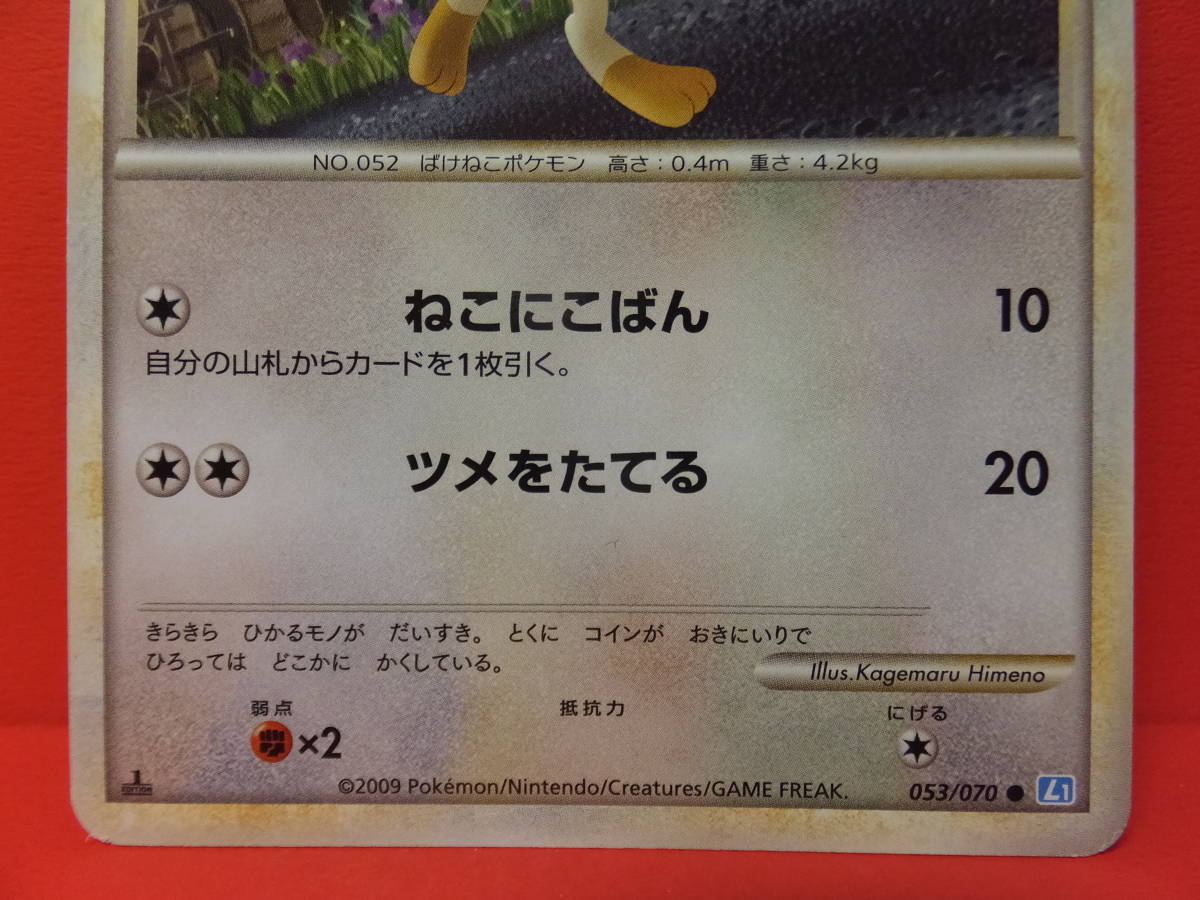 NO.052 ばけねこポケモン 高さ：0.4m 重さ：4.2kg
ねこにこばん 10
自分の山札からカードを1枚引く。
ツメをたてる 20
きらきら ひかるモノが だいすき。 とくに コインが おきにいりで
ひろっては どこかに かくしている。
Illus.Kagemaru Himeno
弱点 抵抗力 にげる
×2
1 EDITION
©2009 Pokémon/Nintendo/Creatures/GAME FREAK.
053/070 ● L1